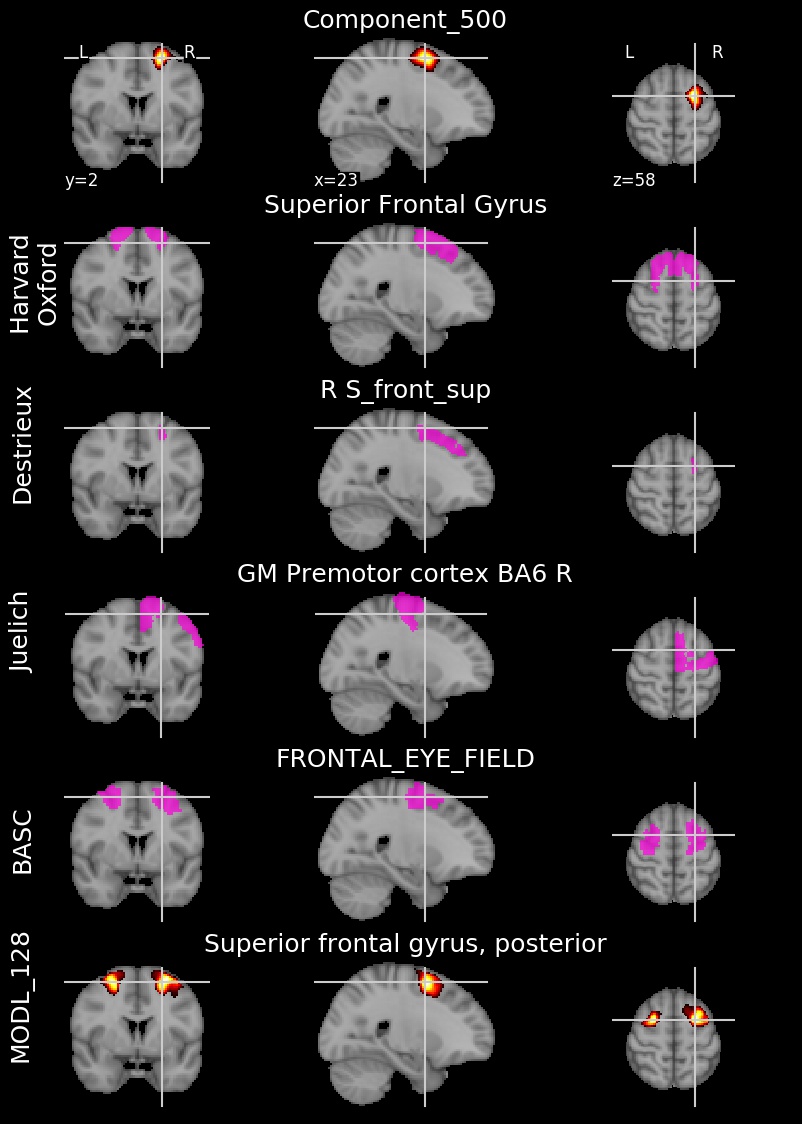 Component_500
L R
L R
y=2
x=23
z=58
Superior Frontal Gyrus
Harvard
Oxford
R S_front_sup
Destrieux
GM Premotor cortex BA6 R
Juelich
FRONTAL_EYE_FIELD
BASC
Superior frontal gyrus, posterior
MODL_128